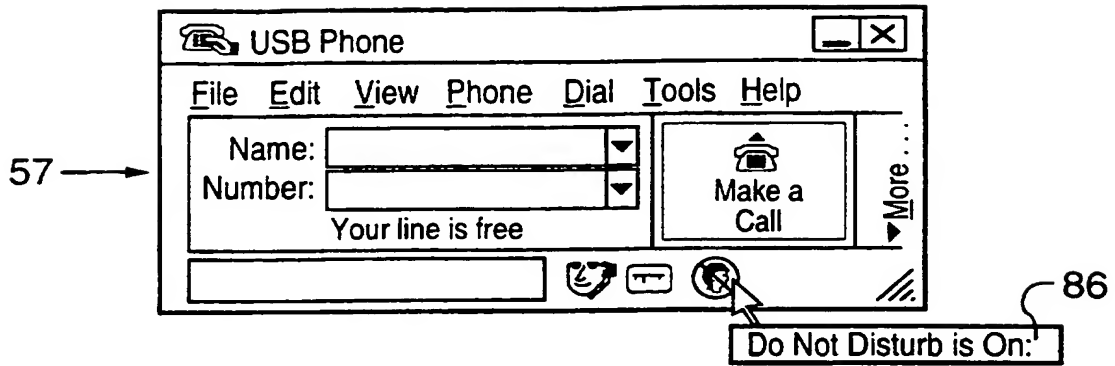 USB Phone
File Edit View Phone Dial Tools Help
57
Name:
Number:
Your line is free
Make a
Call
More....
86
Do Not Disturb is On: